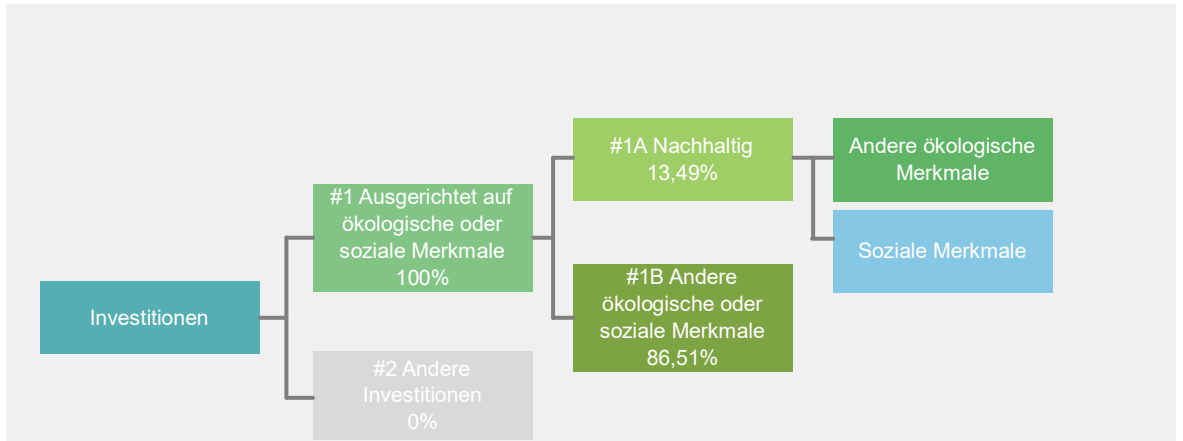 Investitionen
#1 Ausgerichtet auf
ökologische oder
soziale Merkmale
100%
#2 Andere
Investitionen
0%
#1A Nachhaltig
13,49%
#1B Andere
ökologische oder
soziale Merkmale
86,51%
Andere ökologische
Merkmale
Soziale Merkmale